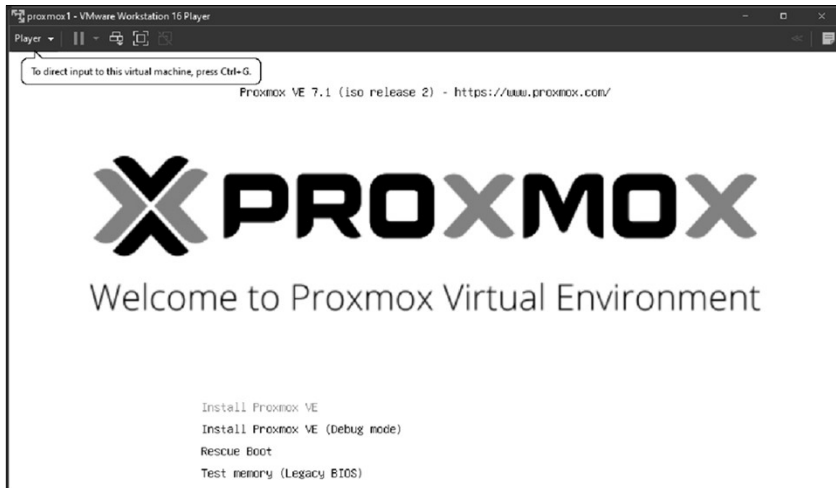 proxmox1 - VMware Workstation 16 Player
Player
To direct input to this virtual machine, press Ctrl+G.
Proxmox VE 7.1 (iso release 2) - https://www.proxmox.com/
PROXMOX
Welcome to Proxmox Virtual Environment
Install Proxmox VE
Install Proxmox VE (Debug mode)
Rescue Boot
Test memory (Legacy BIOS)